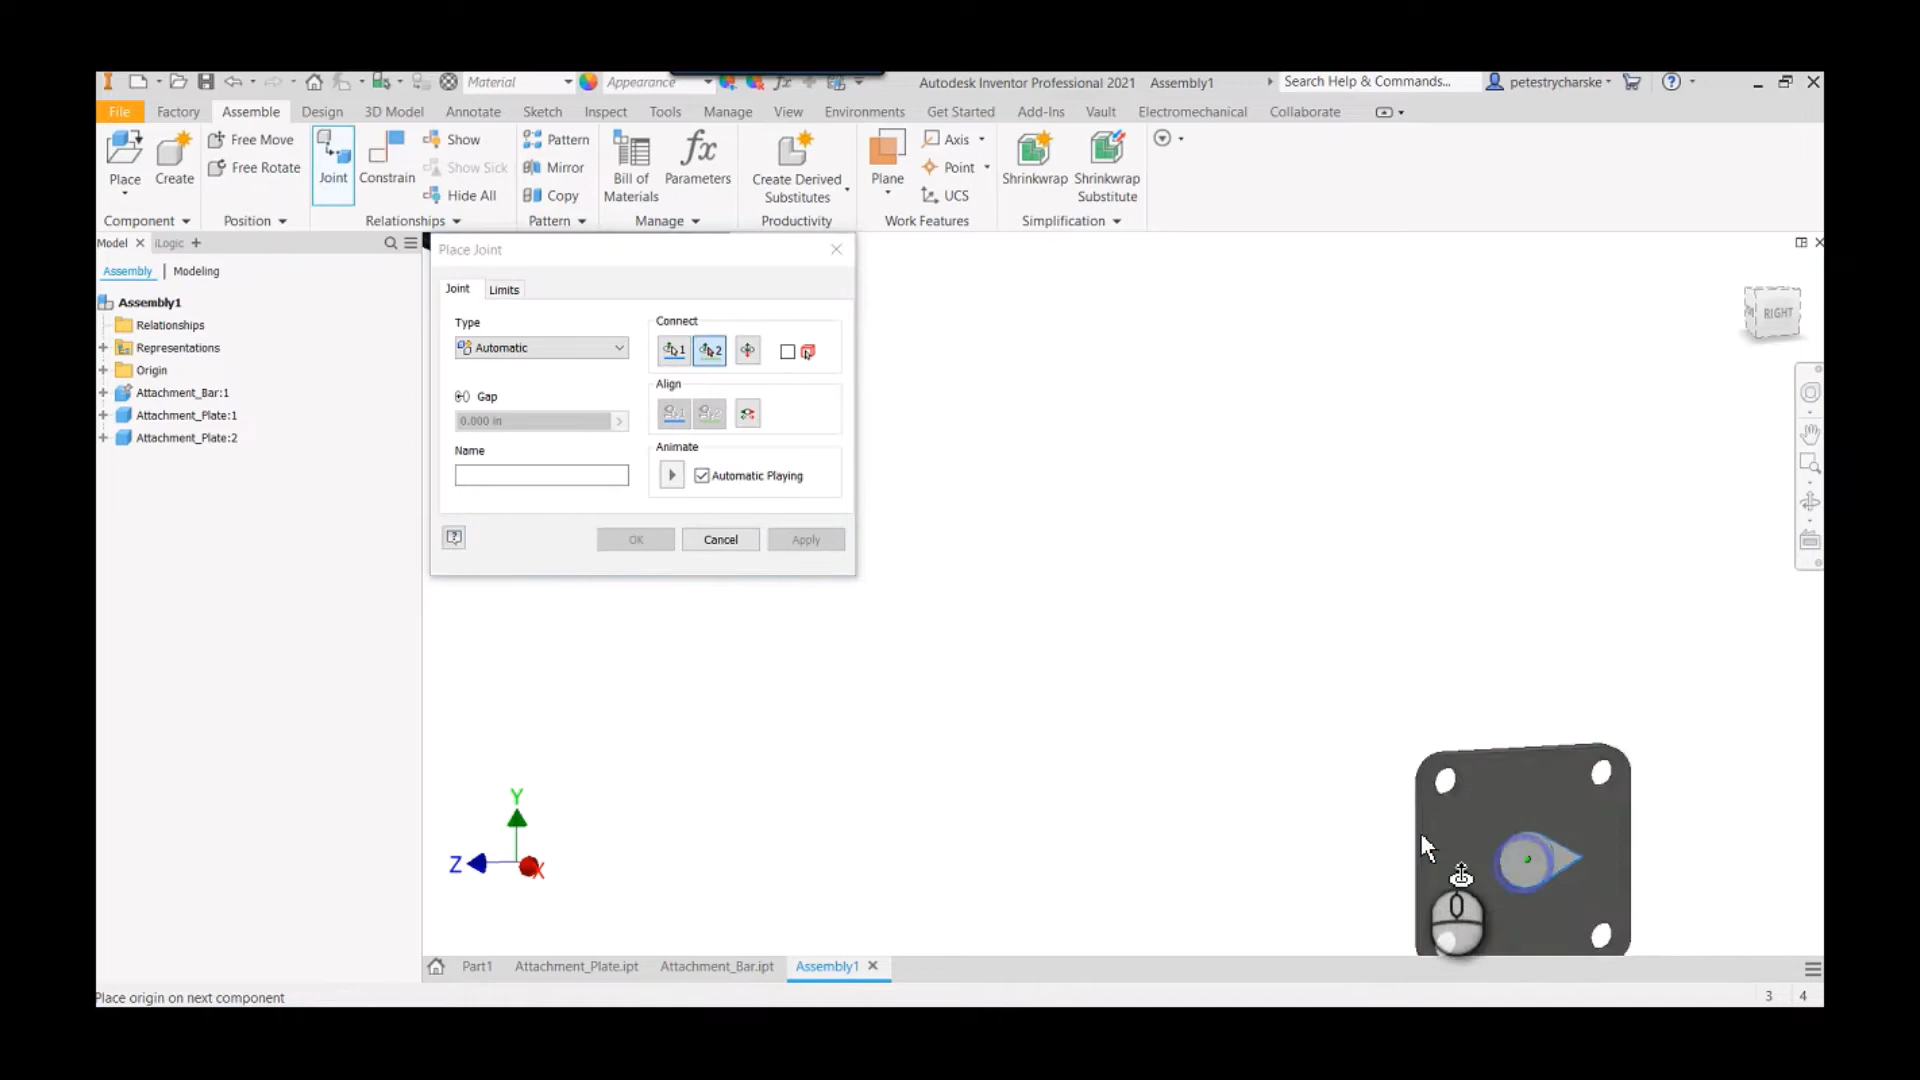 Material
Appearance
Autodesk Inventor Professional 2021 Assembly1
Search Help & Commands...
petestrycharske
File Factory Assemble Design 3D Model Annotate Sketch Inspect Tools Manage View Environments Get Started Add-Ins Vault Electromechanical Collaborate
Place
Create
Free Move
Free Rotate
Joint
Constrain
Show
Show Sick
Hide All
Pattern
Mirror
Copy
Bill of
Materials
fx
Parameters
Create Derived
Substitutes
Plane
Axis
Point
UCS
Shrinkwrap
Shrinkwrap
Substitute
Component Position Relationships Pattern Manage Productivity Work Features Simplification
Model iLogic
Assembly | Modeling
Assembly1
Relationships
Representations
Origin
Attachment_Bar:1
Attachment_Plate:1
Attachment_Plate:2
Place Joint
Joint Limits
Type
Automatic
Gap
0.000 in
Name
Connect
1 2
Align
1 2
Animate
Automatic Playing
OK Cancel Apply
RIGHT
Y
Z
X
Part1 Attachment_Plate.ipt Attachment_Bar.ipt Assembly1
Place origin on next component
3 4